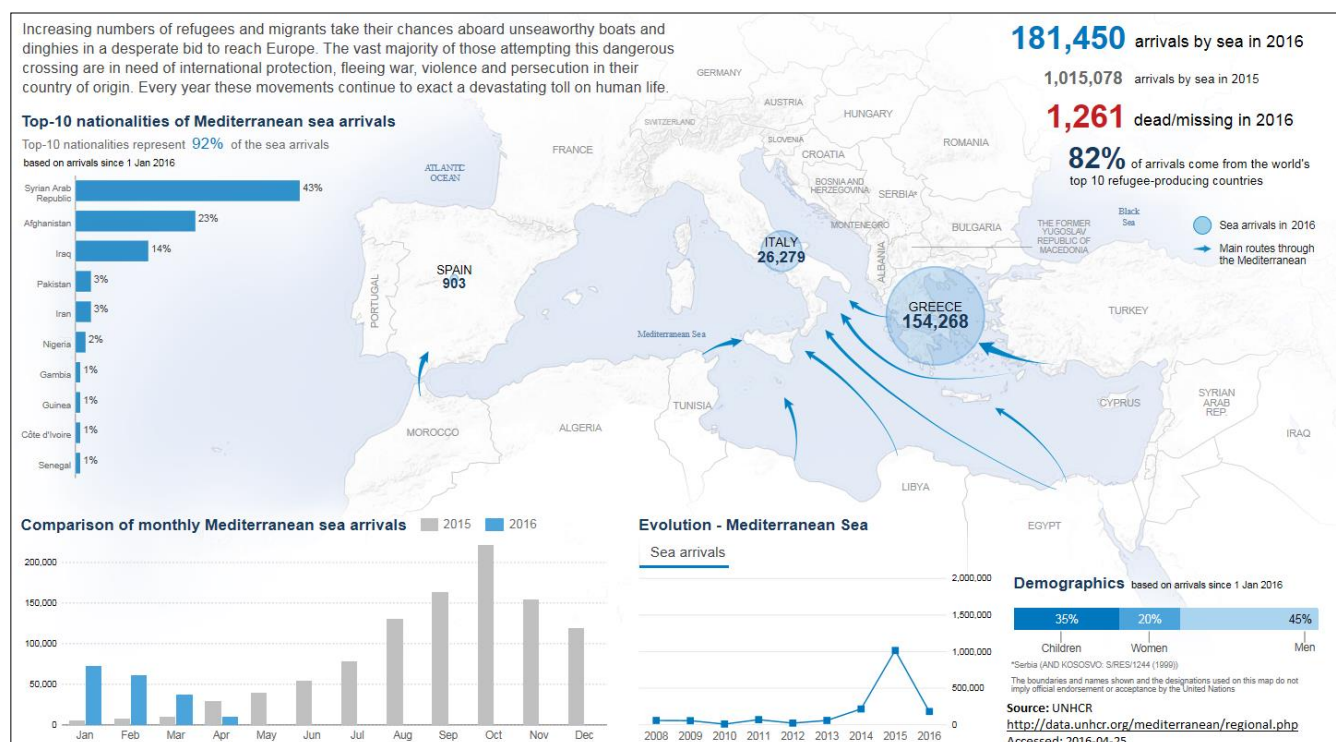 Increasing numbers of refugees and migrants take their chances aboard unseaworthy boats and
dinghies in a desperate bid to reach Europe. The vast majority of those attempting this dangerous
crossing are in need of international protection, fleeing war, violence and persecution in their
country of origin. Every year these movements continue to exact a devastating toll on human life.
181,450 arrivals by sea in 2016
1,015,078 arrivals by sea in 2015
1,261 dead/missing in 2016
82% of arrivals come from the world's
top 10 refugee-producing countries
Top-10 nationalities of Mediterranean sea arrivals
Top-10 nationalities represent 92% of the sea arrivals
based on arrivals since 1 Jan 2016
Syrian Arab
Republic
43%
Afghanistan 23%
Iraq 14%
Pakistan 3%
Iran 3%
Nigeria 2%
Gambia 1%
Guinea 1%
Côte d'Ivoire 1%
Senegal 1%
Sea arrivals in 2016
Main routes through
the Mediterranean
GERMANY
AUSTRIA
SWITZERLAND
HUNGARY
SLOVENIA
FRANCE
CROATIA
ROMANIA
ATLANTIC
OCEAN
BOSNIA AND
HERZEGOVINA
SERBIA*
Black
Sea
MONTENEGRO
BULGARIA
THE FORMER
YUGOSLAV
REPUBLIC OF
MACEDONIA
ITALY
26,279
ALBANIA
SPAIN
903
PORTUGAL
GREECE
154,268
TURKEY
Mediterranean Sea
TUNISIA
CYPRUS
SYRIAN
ARAB
REP.
MOROCCO
ALGERIA
IRAQ
LIBYA
EGYPT
Comparison of monthly Mediterranean sea arrivals 2015 2016
200,000
150,000
100,000
50,000
0
Jan Feb Mar Apr May Jun Jul Aug Sep Oct Nov Dec
Evolution - Mediterranean Sea
Sea arrivals
2,000,000
1,500,000
1,000,000
500,000
0
2008 2009 2010 2011 2012 2013 2014 2015 2016
Demographics based on arrivals since 1 Jan 2016
35% 20% 45%
Children Women Men
*Serbia (AND KOSOSVO: S/RES/1244 (1999))
The boundaries and names shown and the designations used on this map do not
imply official endorsement or acceptance by the United Nations
Source: UNHCR
http://data.unhcr.org/mediterranean/regional.php
Accessed: 2016-04-25